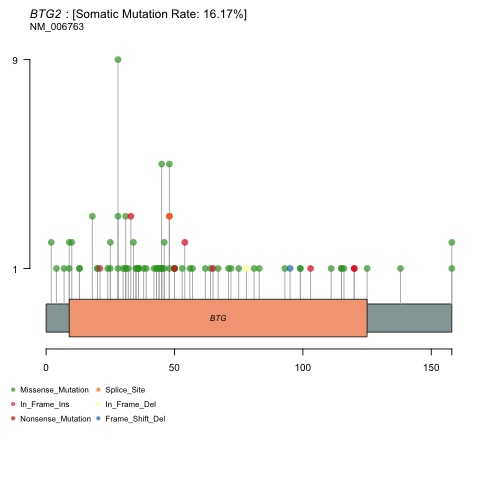 BTG2 : [Somatic Mutation Rate: 16.17%]
NM_006763
9
1
BTG
0 50 100 150
Missense_Mutation Splice_Site
In_Frame_Ins In_Frame_Del
Nonsense_Mutation Frame_Shift_Del